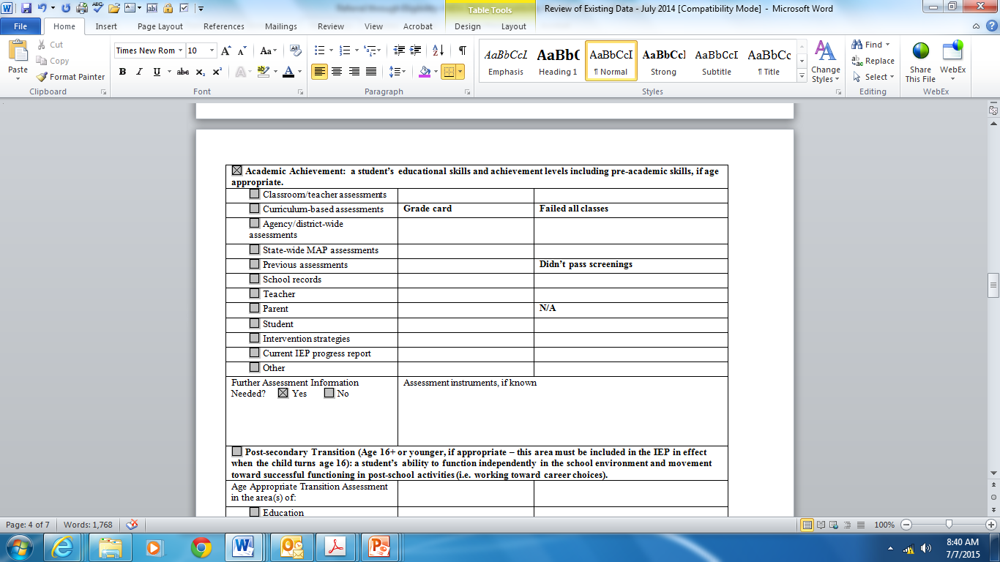 Table Tools
Review of Existing Data - July 2014 [Compatibility Mode] - Microsoft Word
File Home Insert Page Layout References Mailings Review View Acrobat Design Layout
Paste
Cut
Copy
Format Painter
Clipboard
Times New Rom 10
Font
Paragraph
AaBbCcI AaBbC AaBbCcI AaBbCcI AaBbCcI AaBbCc
Emphasis Heading 1 ¶ Normal Strong Subtitle ¶ Title
Styles
Change Styles
Find
Replace
Select
Editing
Share This File
WebEx
WebEx
Academic Achievement: a student’s educational skills and achievement levels including pre-academic skills, if age
appropriate.
Classroom/teacher assessments
Curriculum-based assessments Grade card Failed all classes
Agency/district-wide
assessments
State-wide MAP assessments
Previous assessments Didn’t pass screenings
School records
Teacher
Parent N/A
Student
Intervention strategies
Current IEP progress report
Other
Further Assessment Information Assessment instruments, if known
Needed? Yes No
Post-secondary Transition (Age 16+ or younger, if appropriate – this area must be included in the IEP in effect
when the child turns age 16): a student’s ability to function independently in the school environment and movement
toward successful functioning in post-school activities (i.e. working toward career choices).
Age Appropriate Transition Assessment
in the area(s) of:
Education
Page: 4 of 7 Words: 1,768 100%
8:40 AM
7/7/2015